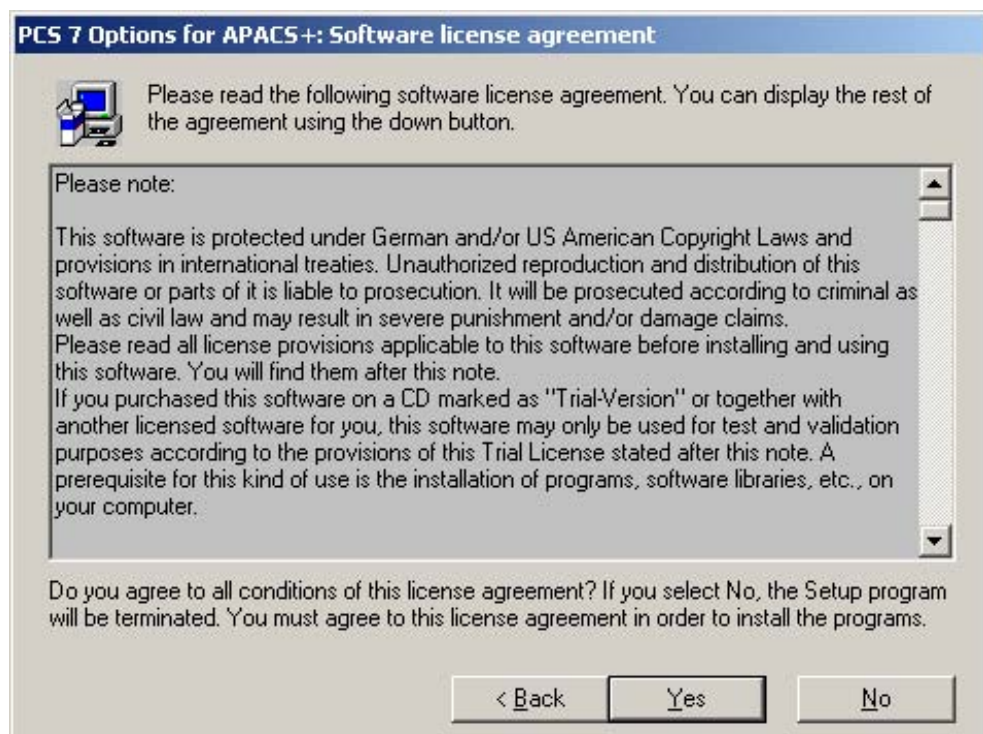 PCS 7 Options for APACS+: Software license agreement
Please read the following software license agreement. You can display the rest of
the agreement using the down button.
Please note:
This software is protected under German and/or US American Copyright Laws and
provisions in international treaties. Unauthorized reproduction and distribution of this
software or parts of it is liable to prosecution. It will be prosecuted according to criminal as
well as civil law and may result in severe punishment and/or damage claims.
Please read all license provisions applicable to this software before installing and using
this software. You will find them after this note.
If you purchased this software on a CD marked as "Trial-Version" or together with
another licensed software for you, this software may only be used for test and validation
purposes according to the provisions of this Trial License stated after this note. A
prerequisite for this kind of use is the installation of programs, software libraries, etc., on
your computer.
Do you agree to all conditions of this license agreement? If you select No, the Setup program
will be terminated. You must agree to this license agreement in order to install the programs.
< Back Yes No